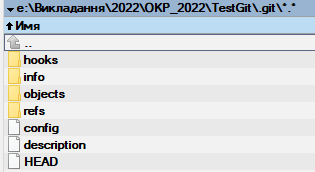 e:\Викладання\2022\ОКР_2022\TestGit\.git\*.*
Имя
..
hooks
info
objects
refs
config
description
HEAD